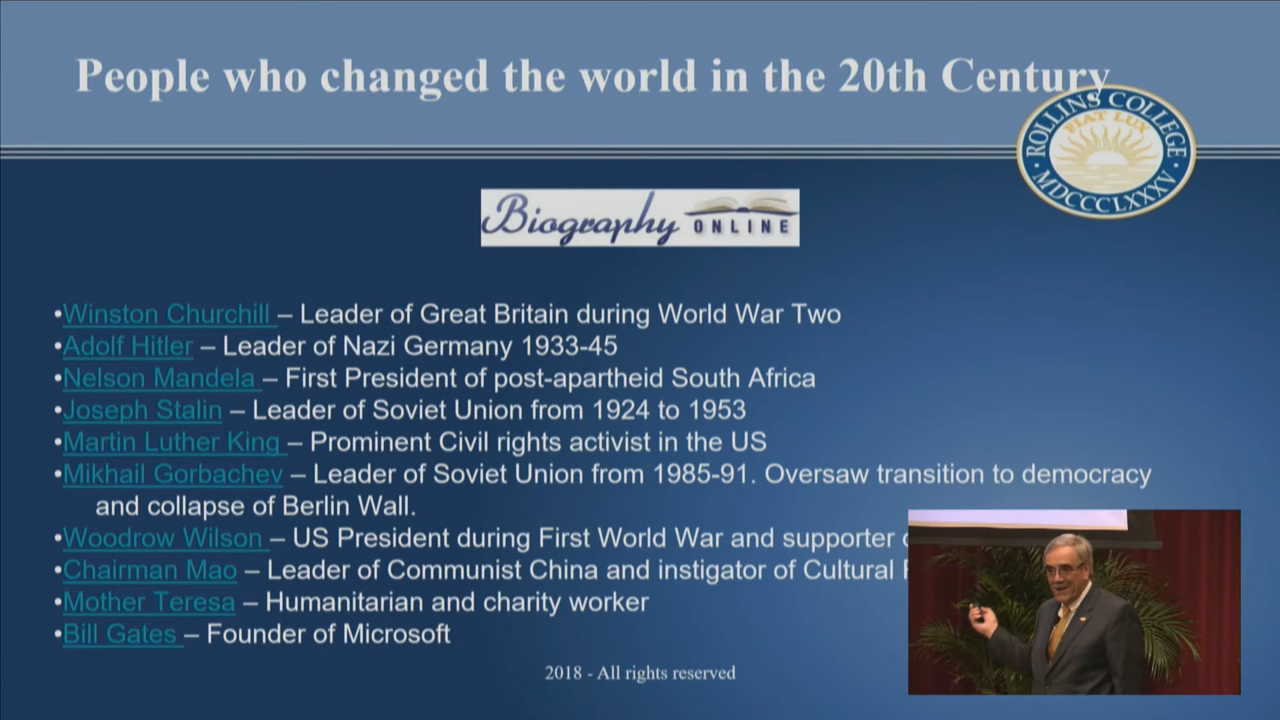 People who changed the world in the 20th Century
ROLLINS COLLEGE
FIAT LUX
MDCCCLXXXV
Biography ONLINE
•Winston Churchill – Leader of Great Britain during World War Two
•Adolf Hitler – Leader of Nazi Germany 1933-45
•Nelson Mandela – First President of post-apartheid South Africa
•Joseph Stalin – Leader of Soviet Union from 1924 to 1953
•Martin Luther King – Prominent Civil rights activist in the US
•Mikhail Gorbachev – Leader of Soviet Union from 1985-91. Oversaw transition to democracy
and collapse of Berlin Wall.
•Woodrow Wilson – US President during First World War and supporter
•Chairman Mao – Leader of Communist China and instigator of Cultural
•Mother Teresa – Humanitarian and charity worker
•Bill Gates – Founder of Microsoft
2018 - All rights reserved